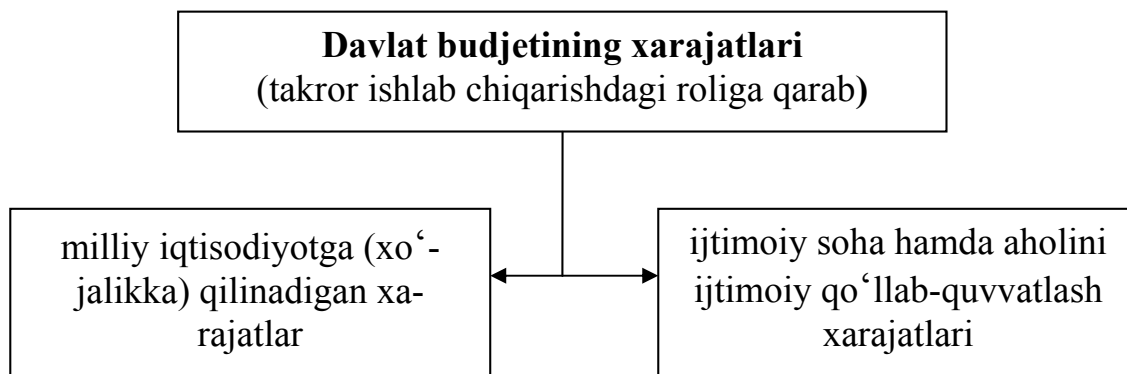 Davlat budjetining xarajatlari
(takror ishlab chiqarishdagi roliga qarab)
milliy iqtisodiyotga (xo‘-
jalikka) qilinadigan xa-
rajatlar
ijtimoiy soha hamda aholini
ijtimoiy qo‘llab-quvvatlash
xarajatlari